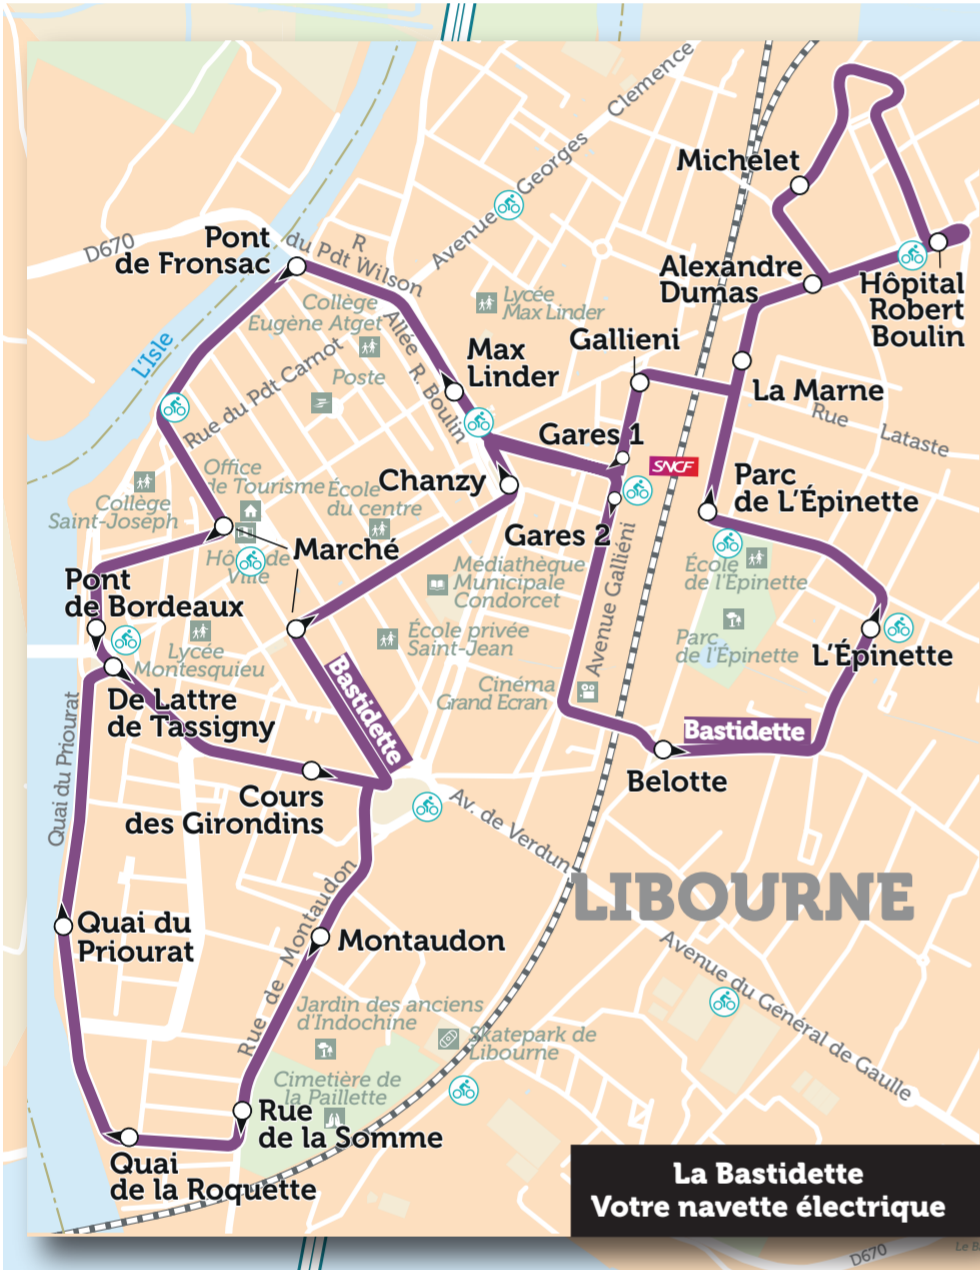 Avenue Georges Clemence
Michelet
D670
Pont
de Fronsac
R
du Pdt Wilson
Alexandre
Dumas
Hôpital
Robert
Boulin
Collège
Eugène Atget
Lycée
Max Linder
L'Isle
Allée R. Boulin
Gallieni
Max
Linder
Rue du Pdt Carnot
Poste
La Marne
Rue Lataste
Gares 1
SNCF
Office
de Tourisme
École
du centre
Chanzy
Parc
de L'Épinette
Collège
Saint-Joseph
Gares 2
Marché
Hô de
Ville
Médiathèque
Municipale
Condorcet
École
de l'Épinette
Pont
de Bordeaux
Avenue Galliéni
École privée
Saint-Jean
Lycée
Montesquieu
Parc
de l'Épinette
L'Épinette
Bastidette
Cinéma
Grand Ecran
De Lattre
de Tassigny
Bastidette
Quai du Priourat
Belotte
Cours
des Girondins
Av. de Verdun
LIBOURNE
Rue de Montaudon
Quai du
Priourat
Montaudon
Avenue du Général de Gaulle
Jardin des anciens
d'Indochine
Skatepark de
Libourne
Cimetière de
la Paillette
Rue
de la Somme
Quai
de la Roquette
La Bastidette
Votre navette électrique
D670
Le B